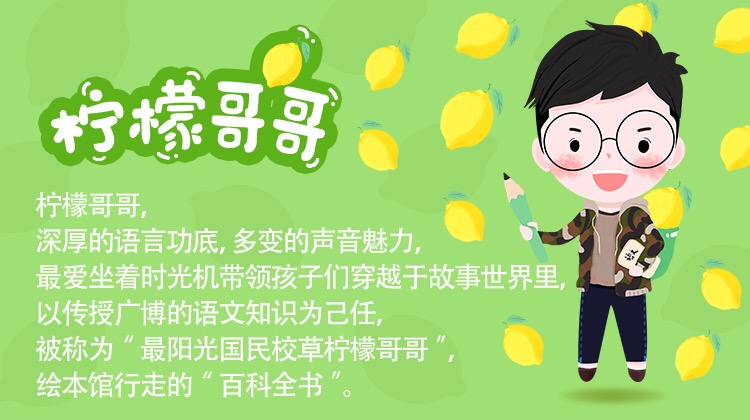 柠檬哥哥
柠檬哥哥,
深厚的语言功底, 多变的声音魅力,
最爱坐着时光机带领孩子们穿越于故事世界里,
以传授广博的语文知识为己任,
被称为“最阳光国民校草柠檬哥哥”,
绘本馆行走的“百科全书”。